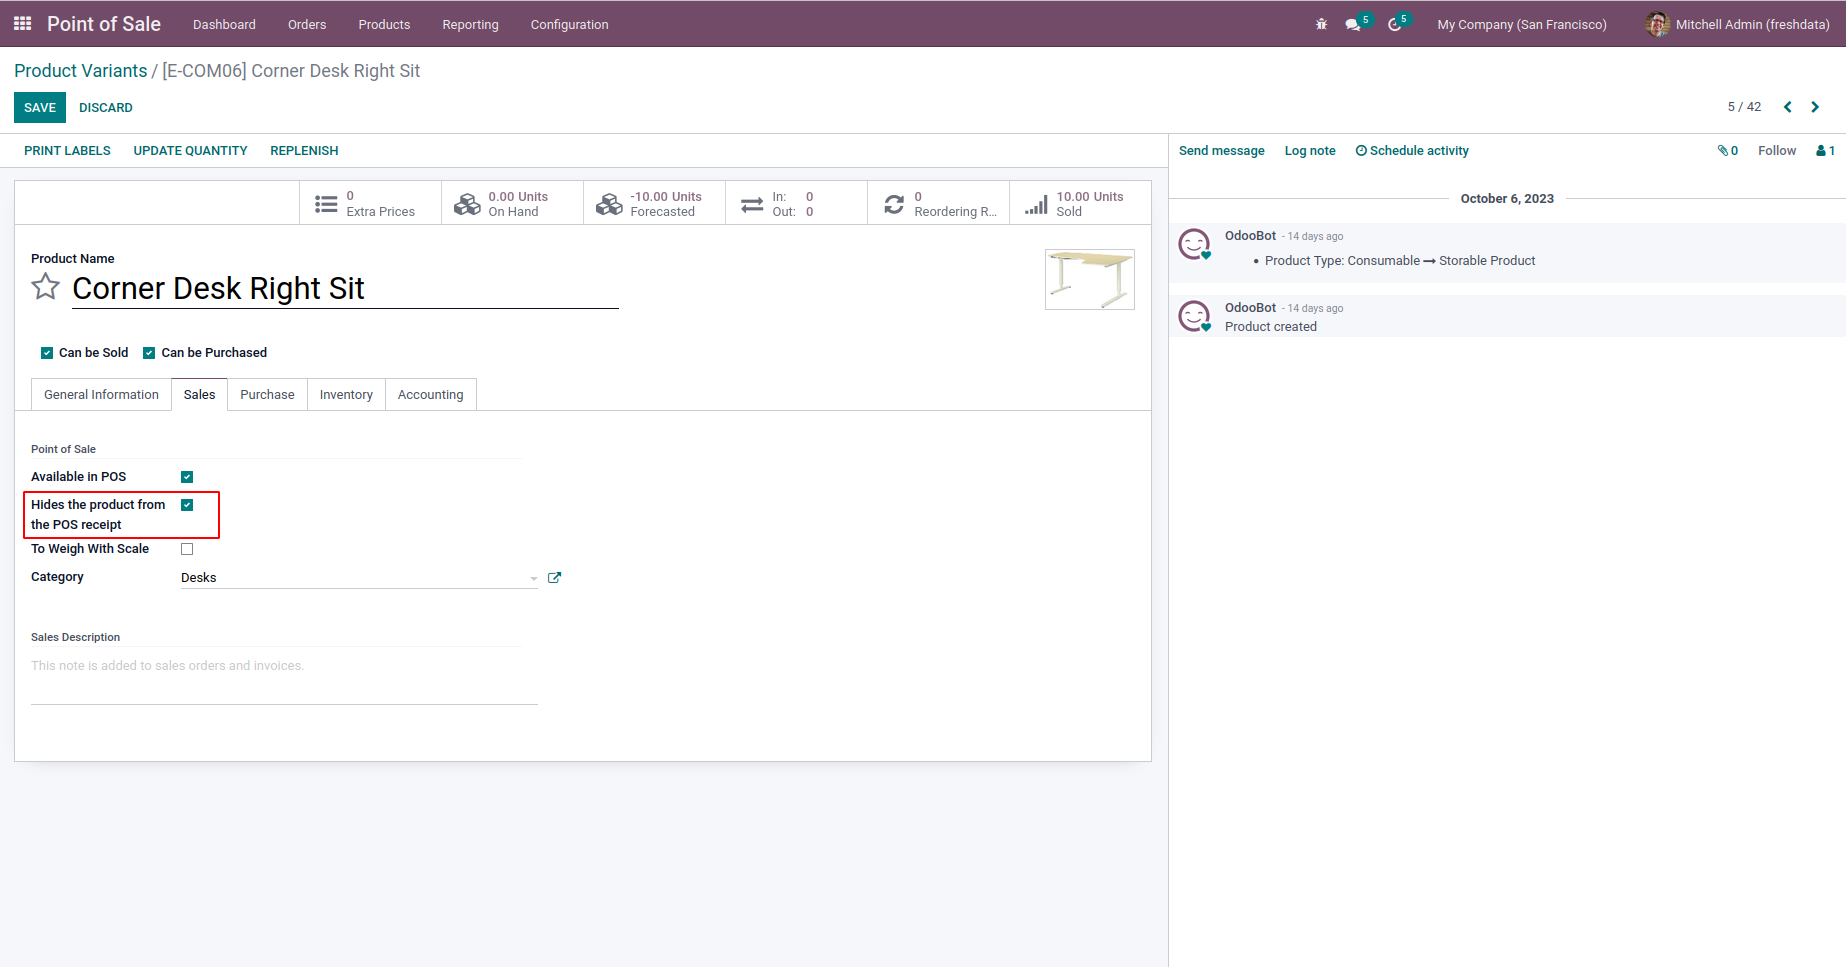 Point of Sale Dashboard Orders Products Reporting Configuration 5 5 My Company (San Francisco) Mitchell Admin (freshdata)
Product Variants / [E-COM06] Corner Desk Right Sit
SAVE DISCARD 5 / 42
PRINT LABELS UPDATE QUANTITY REPLENISH
0 Extra Prices
0.00 Units On Hand
-10.00 Units Forecasted
In: 0
Out: 0
0 Reordering R...
10.00 Units Sold
Product Name
Corner Desk Right Sit
Can be Sold Can be Purchased
General Information Sales Purchase Inventory Accounting
Point of Sale
Available in POS
Hides the product from
the POS receipt
To Weigh With Scale
Category Desks
Sales Description
This note is added to sales orders and invoices.
Send message Log note Schedule activity 0 Follow 1
October 6, 2023
OdooBot - 14 days ago
• Product Type: Consumable → Storable Product
OdooBot - 14 days ago
Product created